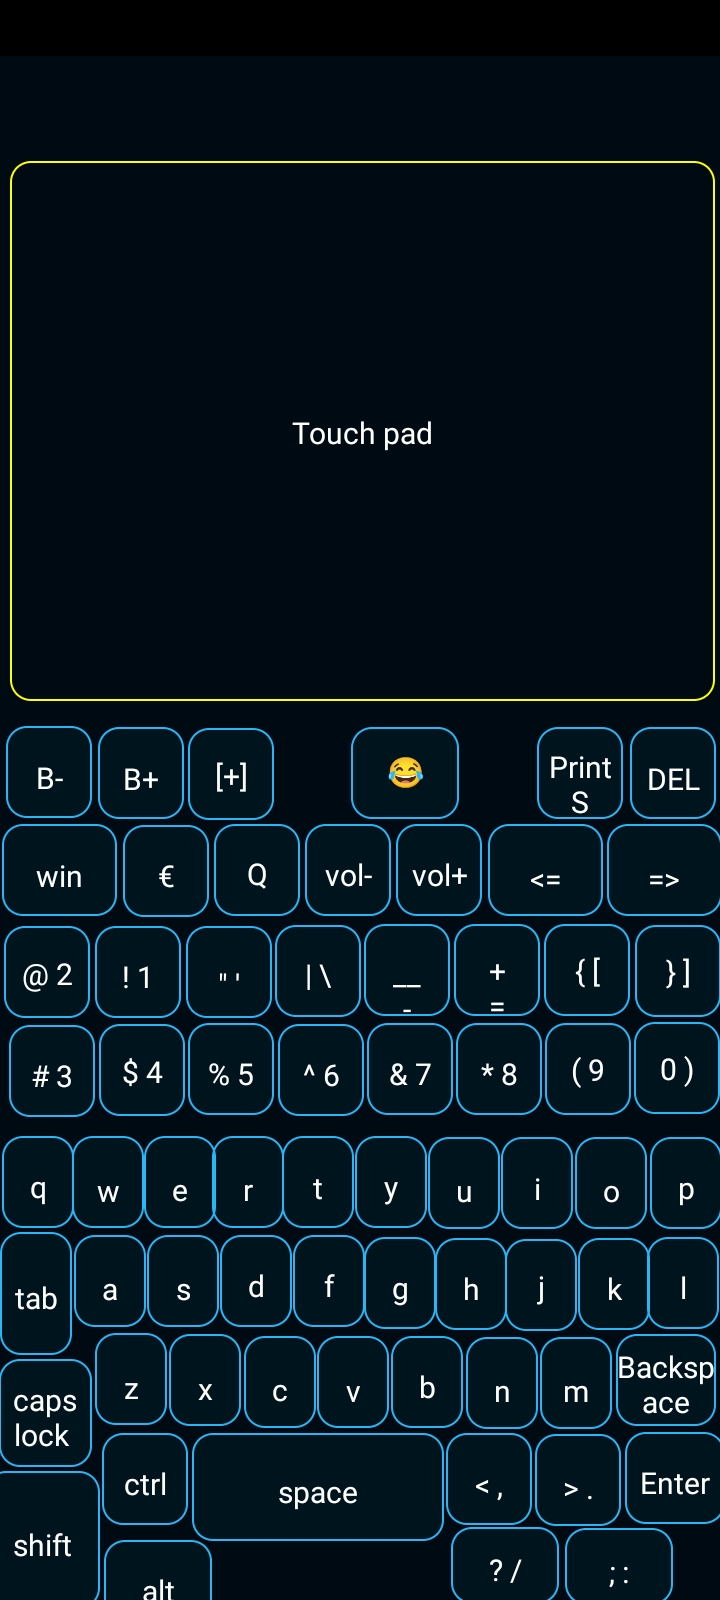 Touch pad
B- B+ [+] 😂 Print S DEL
win € Q vol- vol+ <= =>
@ 2 ! 1 " ' | \ __ - + = { [ } ]
# 3 $ 4 % 5 ^ 6 & 7 * 8 ( 9 0 )
q w e r t y u i o p
tab a s d f g h j k l
caps lock z x c v b n m Backspace
ctrl space < , > . Enter
shift alt ? / ; :